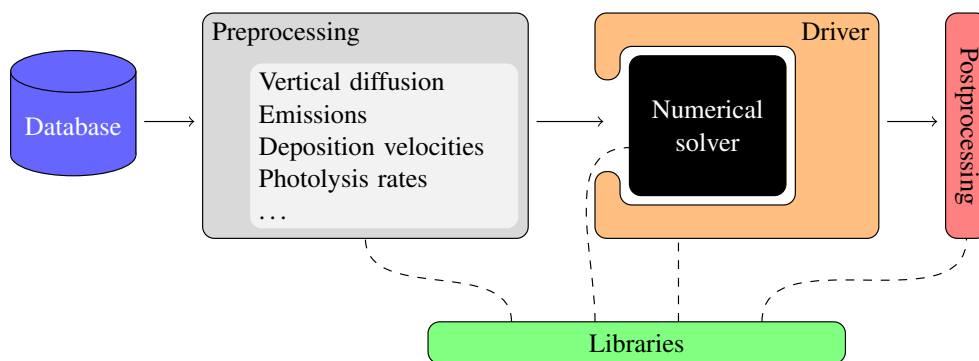 Database
Preprocessing
Vertical diffusion
Emissions
Deposition velocities
Photolysis rates
...
Driver
Numerical
solver
Postprocessing
Libraries